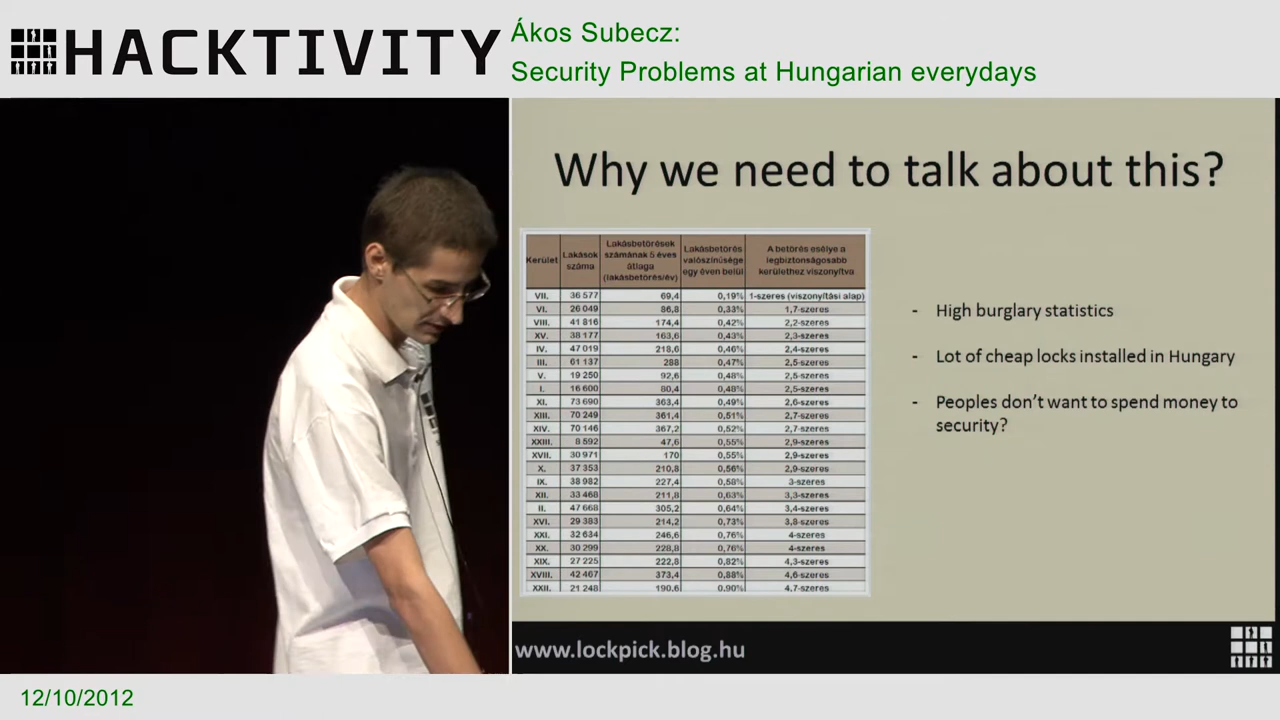 HACKTIVITY
Ákos Subecz:
Security Problems at Hungarian everydays
Why we need to talk about this?
Kerület Lakások száma Lakásbetörések számának 5 éves átlaga (lakásbetörés/év) Lakásbetörés valószínűsége egy éven belül A betörés esélye a legbiztonságosabb kerülethez viszonyítva
VII. 36 577 69,4 0,19% 1-szeres (viszonyítási alap)
VI. 26 049 86,8 0,33% 1,7-szeres
VIII. 41 816 174,4 0,42% 2,2-szeres
XV. 38 177 163,6 0,43% 2,3-szeres
IV. 47 019 218,6 0,46% 2,4-szeres
III. 61 137 288 0,47% 2,5-szeres
V. 19 250 92,6 0,48% 2,5-szeres
I. 16 600 80,4 0,48% 2,5-szeres
XI. 73 690 363,4 0,49% 2,6-szeres
XIII. 70 249 361,4 0,51% 2,7-szeres
XIV. 70 146 367,2 0,52% 2,7-szeres
XXIII. 8 592 47,6 0,55% 2,9-szeres
XVII. 30 971 170 0,55% 2,9-szeres
X. 37 353 210,8 0,56% 2,9-szeres
IX. 38 982 227,4 0,58% 3-szeres
XII. 33 468 211,8 0,63% 3,3-szeres
II. 47 668 305,2 0,64% 3,4-szeres
XVI. 29 383 214,2 0,73% 3,8-szeres
XXI. 32 634 246,6 0,76% 4-szeres
XX. 30 299 228,8 0,76% 4-szeres
XIX. 27 225 222,8 0,82% 4,3-szeres
XVIII. 42 467 373,4 0,88% 4,6-szeres
XXII. 21 248 190,6 0,90% 4,7-szeres
- High burglary statistics
- Lot of cheap locks installed in Hungary
- Peoples don't want to spend money to
security?
www.lockpick.blog.hu
12/10/2012